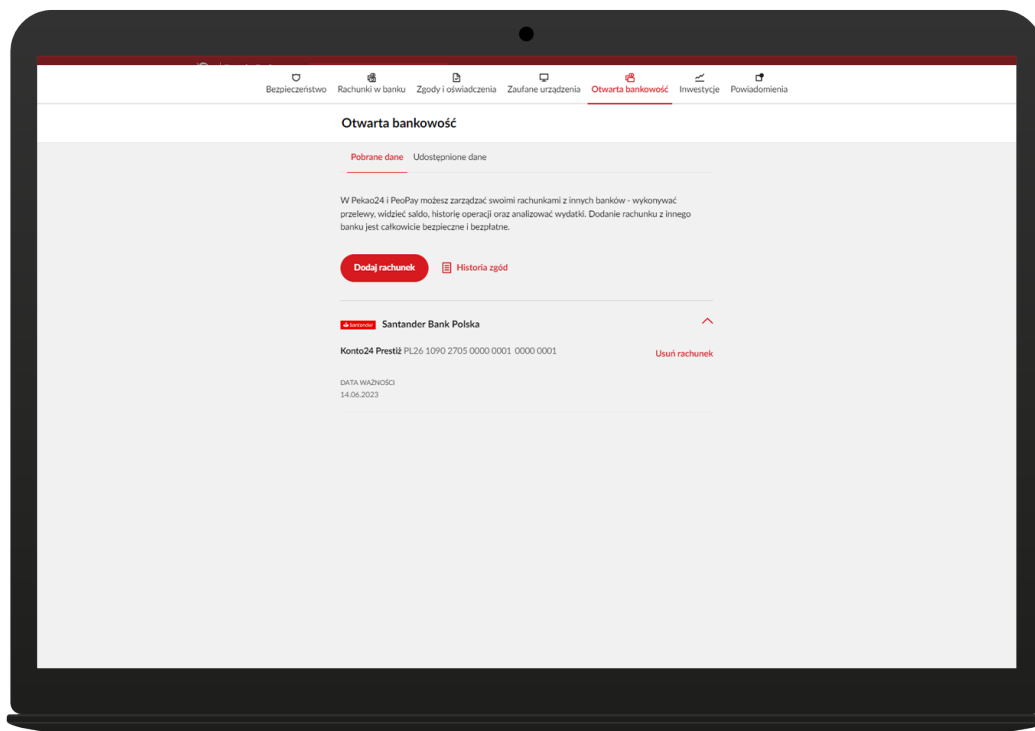 Bezpieczeństwo Rachunki w banku Zgody i oświadczenia Zaufane urządzenia Otwarta bankowość Inwestycje Powiadomienia
Otwarta bankowość
Pobrane dane Udostępnione dane
W Pekao24 i PeoPay możesz zarządzać swoimi rachunkami z innych banków - wykonywać
przelewy, widzieć saldo, historię operacji oraz analizować wydatki. Dodanie rachunku z innego
banku jest całkowicie bezpieczne i bezpłatne.
Dodaj rachunek Historia zgód
Santander Santander Bank Polska
Konto24 Prestiż PL26 1090 2705 0000 0001 0000 0001
Usuń rachunek
DATA WAŻNOŚCI
14.06.2023